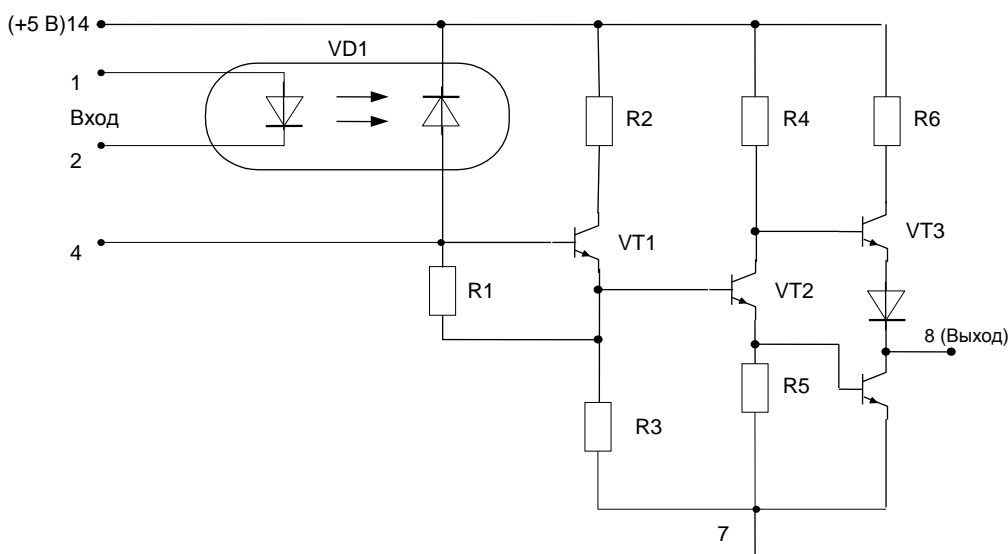 (+5 В)14
VD1
1
Вход
2
R2
R4
R6
4
VT1
VT3
R1
VT2
8 (Выход)
R5
R3
7